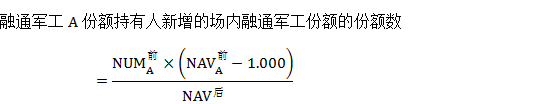 融通军工 A 份额持有人新增的场内融通军工份额的份额数
= \frac{NUM_A^前 × (NAV_A^前 − 1.000)}{NAV^后}